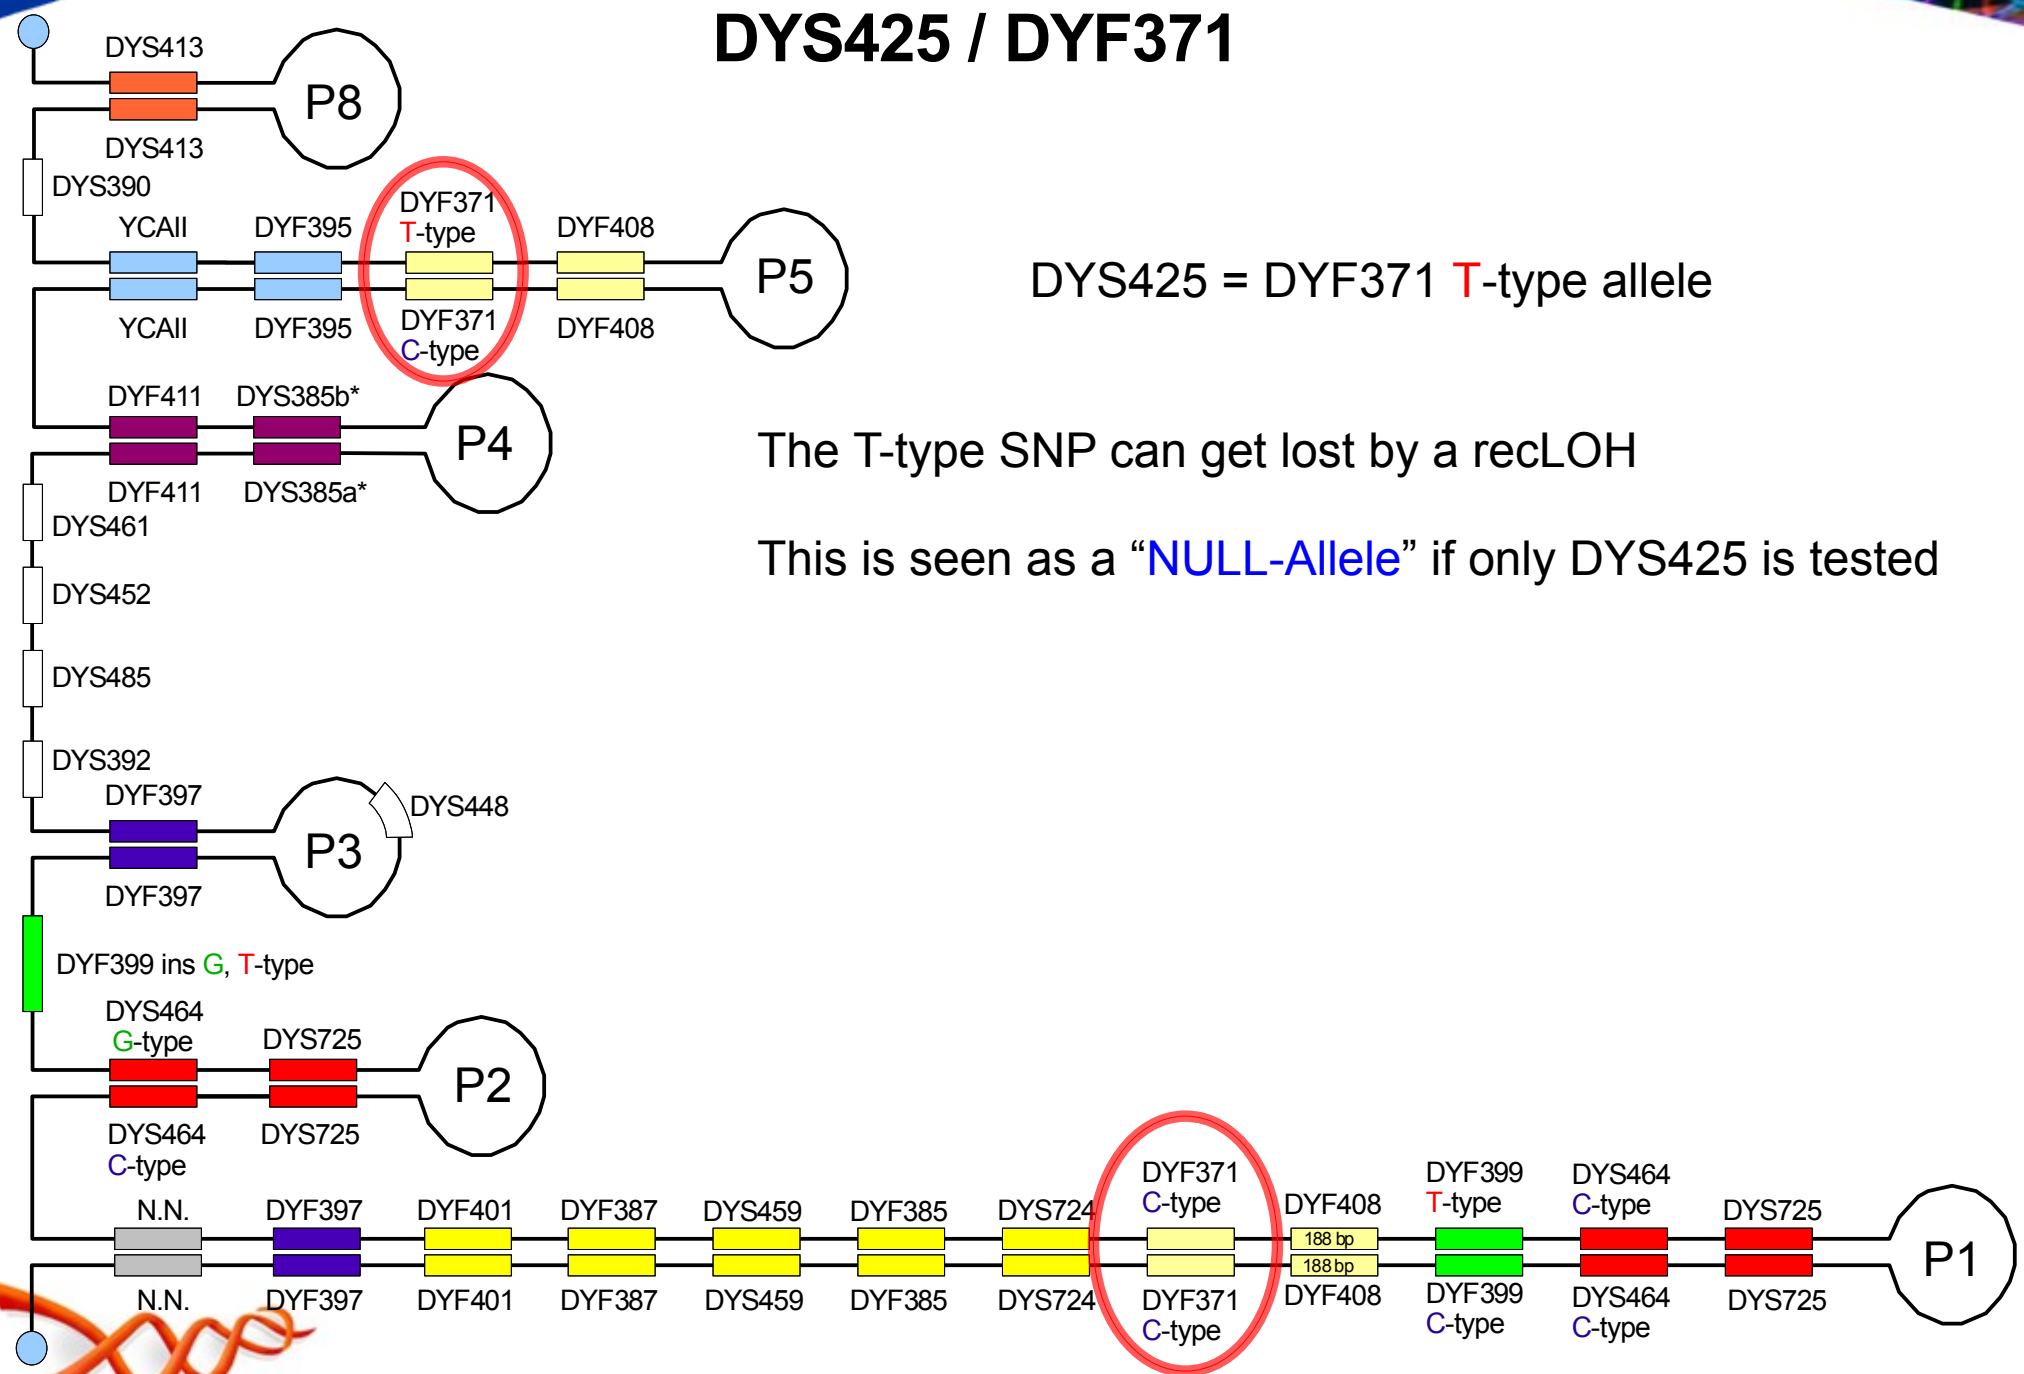 DYS425 / DYF371
DYS413
P8
DYS413
DYS390
YCAII
DYF395
DYF371
T-type
DYF408
P5
YCAII
DYF395
DYF371
C-type
DYF408
DYS425 = DYF371 T-type allele
DYF411
DYS385b*
P4
DYF411
DYS385a*
The T-type SNP can get lost by a recLOH
This is seen as a “NULL-Allele” if only DYS425 is tested
DYS461
DYS452
DYS485
DYS392
DYF397
P3
DYS448
DYF397
DYF399 ins G, T-type
DYS464
G-type
DYS725
P2
DYS464
C-type
DYS725
N.N.
DYF397
DYF401
DYF387
DYS459
DYF385
DYS724
DYF371
C-type
DYF408
DYF399
T-type
DYS464
C-type
DYS725
188 bp
188 bp
P1
N.N.
DYF397
DYF401
DYF387
DYS459
DYF385
DYS724
DYF371
C-type
DYF408
DYF399
C-type
DYS464
C-type
DYS725